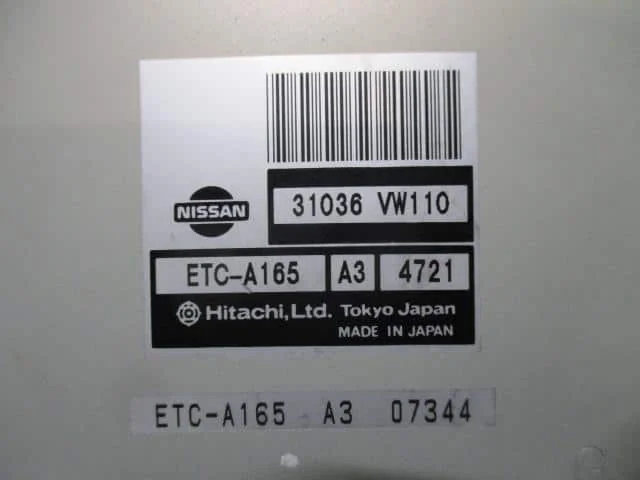 31036 VW110
NISSAN
ETC-A165 A3 4721
Hitachi,Ltd. Tokyo Japan
MADE IN JAPAN
ETC-A165 A3 07344